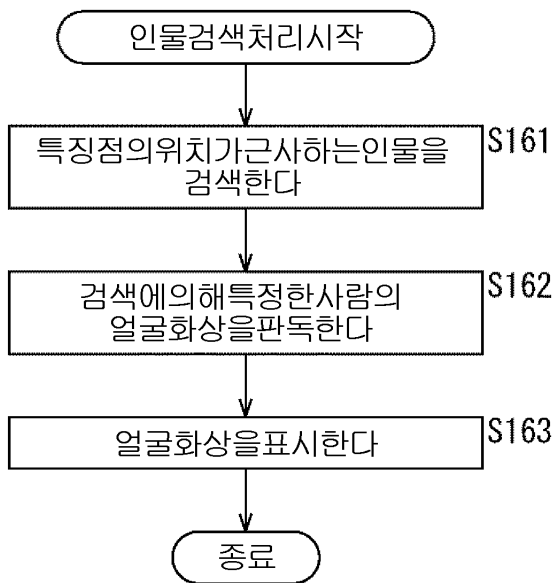 인물검색처리시작
특징점의위치가근사하는인물을
검색한다
S161
검색에의해특정한사람의
얼굴화상을판독한다
S162
얼굴화상을표시한다
S163
종료